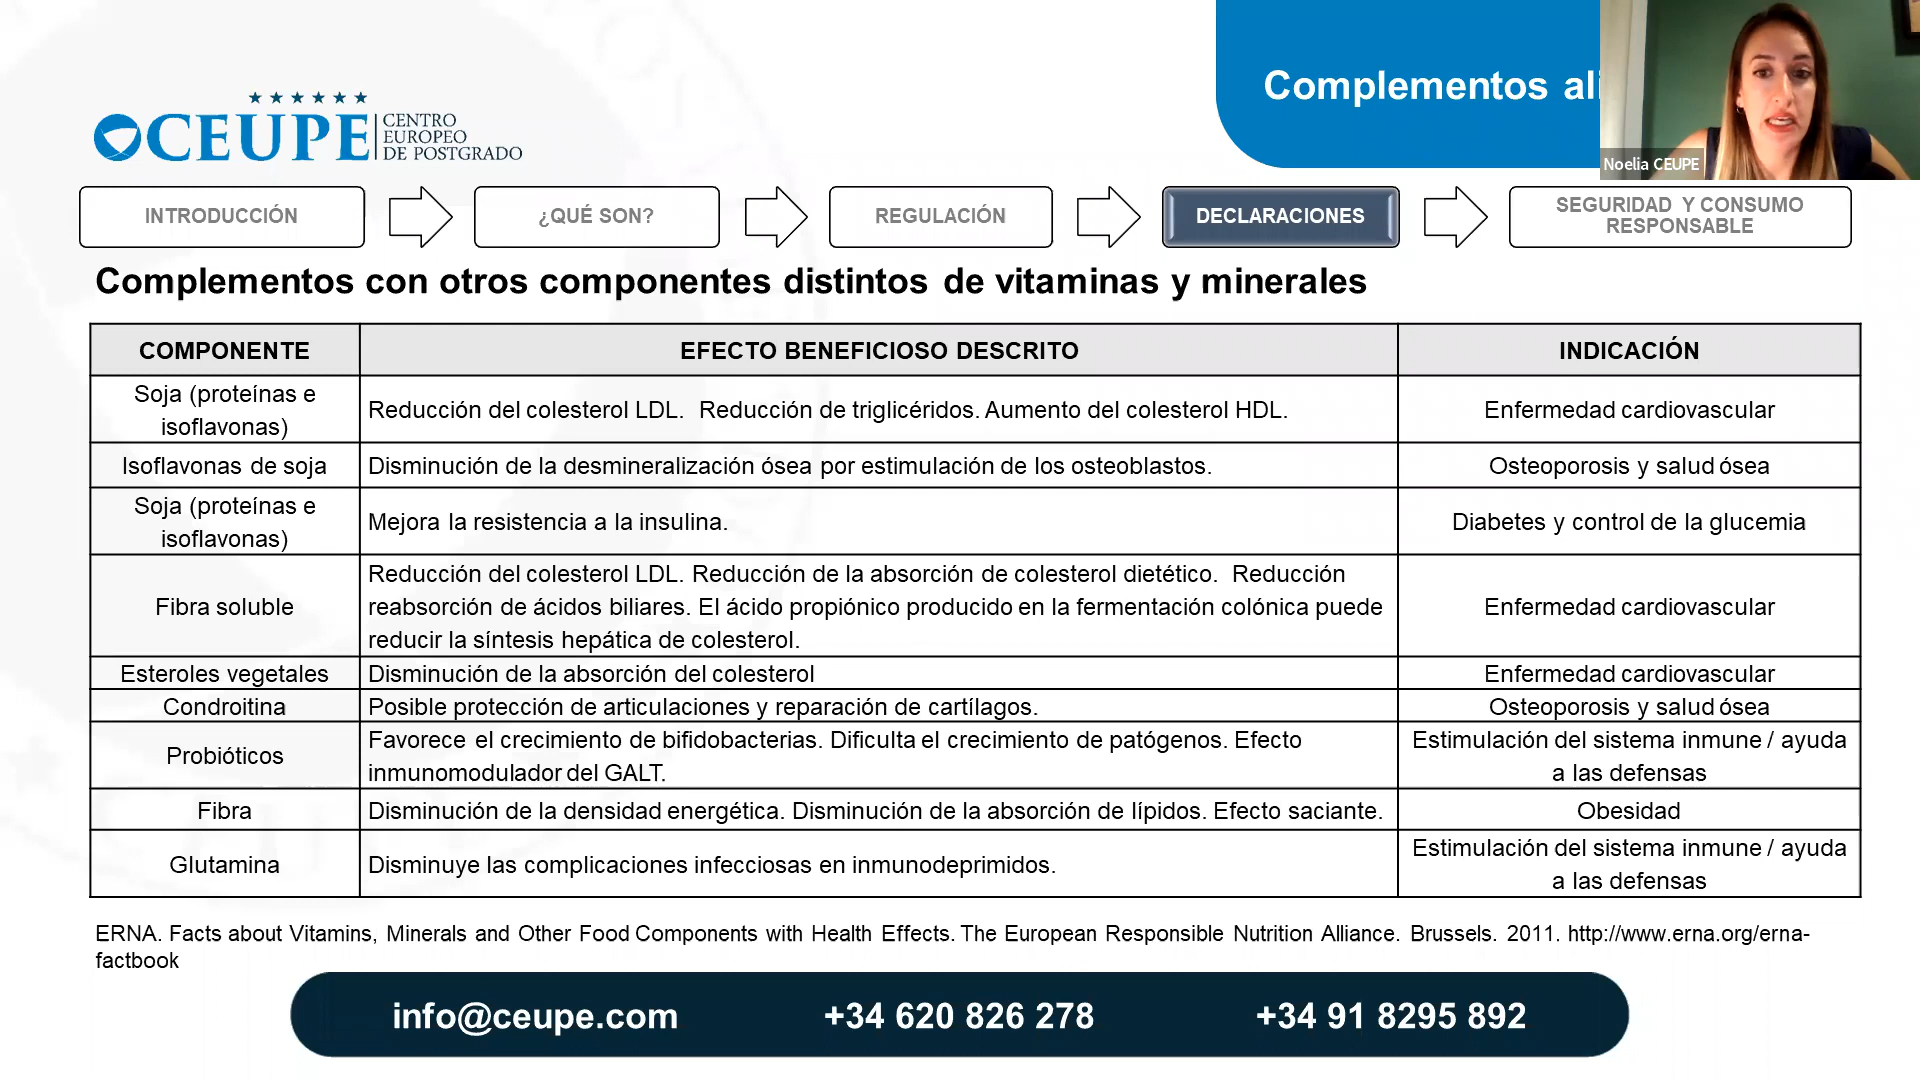 Complementos ali
Noelia CEUPE
CEUPE
CENTRO
EUROPEO
DE POSTGRADO
INTRODUCCIÓN
¿QUÉ SON?
REGULACIÓN
DECLARACIONES
SEGURIDAD Y CONSUMO
RESPONSABLE
Complementos con otros componentes distintos de vitaminas y minerales
COMPONENTE
EFECTO BENEFICIOSO DESCRITO
INDICACIÓN
Soja (proteínas e
isoflavonas)
Reducción del colesterol LDL. Reducción de triglicéridos. Aumento del colesterol HDL.
Enfermedad cardiovascular
Isoflavonas de soja
Disminución de la desmineralización ósea por estimulación de los osteoblastos.
Osteoporosis y salud ósea
Soja (proteínas e
isoflavonas)
Mejora la resistencia a la insulina.
Diabetes y control de la glucemia
Fibra soluble
Reducción del colesterol LDL. Reducción de la absorción de colesterol dietético. Reducción
reabsorción de ácidos biliares. El ácido propiónico producido en la fermentación colónica puede
reducir la síntesis hepática de colesterol.
Enfermedad cardiovascular
Esteroles vegetales
Disminución de la absorción del colesterol
Enfermedad cardiovascular
Condroitina
Posible protección de articulaciones y reparación de cartílagos.
Osteoporosis y salud ósea
Probióticos
Favorece el crecimiento de bifidobacterias. Dificulta el crecimiento de patógenos. Efecto
inmunomodulador del GALT.
Estimulación del sistema inmune / ayuda
a las defensas
Fibra
Disminución de la densidad energética. Disminución de la absorción de lípidos. Efecto saciante.
Obesidad
Glutamina
Disminuye las complicaciones infecciosas en inmunodeprimidos.
Estimulación del sistema inmune / ayuda
a las defensas
ERNA. Facts about Vitamins, Minerals and Other Food Components with Health Effects. The European Responsible Nutrition Alliance. Brussels. 2011. http://www.erna.org/erna-
factbook
info@ceupe.com
+34 620 826 278
+34 91 8295 892